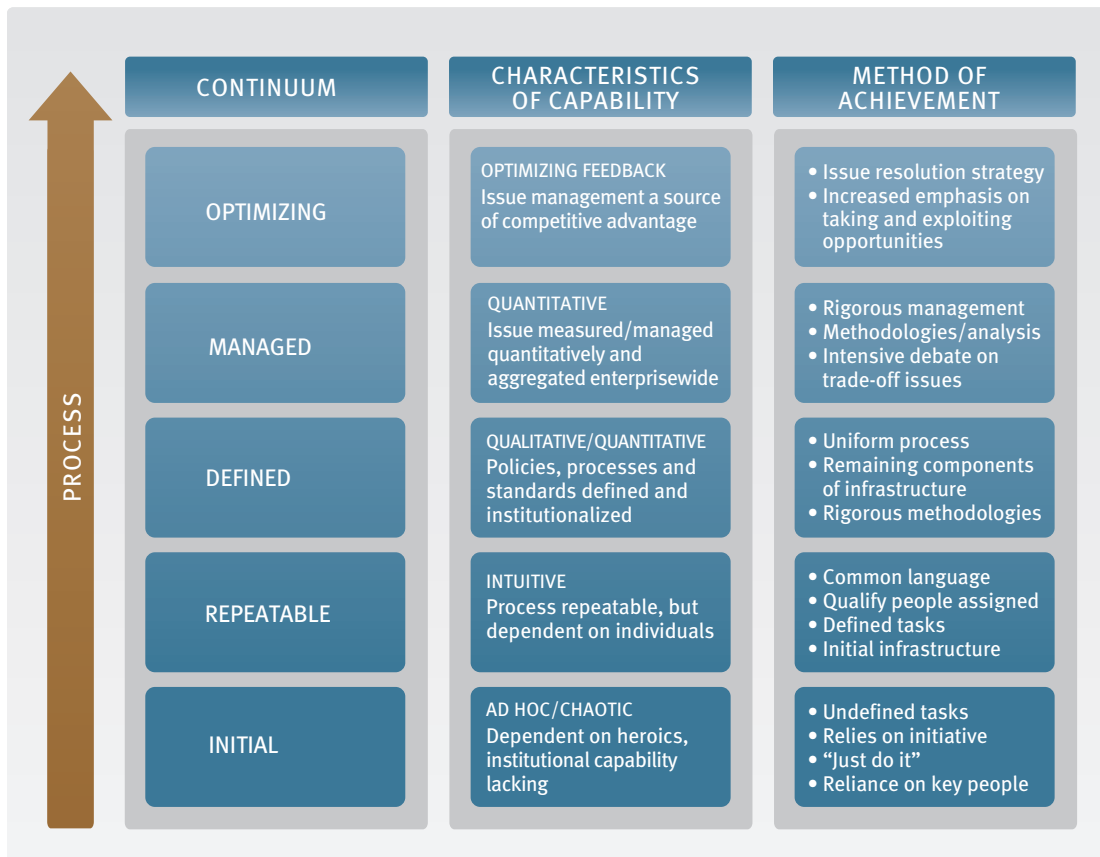 PROCESS
CONTINUUM
CHARACTERISTICS
OF CAPABILITY
METHOD OF
ACHIEVEMENT
OPTIMIZING
OPTIMIZING FEEDBACK
Issue management a source
of competitive advantage
• Issue resolution strategy
• Increased emphasis on
taking and exploiting
opportunities
MANAGED
QUANTITATIVE
Issue measured/managed
quantitatively and
aggregated enterprisewide
• Rigorous management
• Methodologies/analysis
• Intensive debate on
trade-off issues
DEFINED
QUALITATIVE/QUANTITATIVE
Policies, processes and
standards defined and
institutionalized
• Uniform process
• Remaining components
of infrastructure
• Rigorous methodologies
REPEATABLE
INTUITIVE
Process repeatable, but
dependent on individuals
• Common language
• Qualify people assigned
• Defined tasks
• Initial infrastructure
INITIAL
AD HOC/CHAOTIC
Dependent on heroics,
institutional capability
lacking
• Undefined tasks
• Relies on initiative
• “Just do it”
• Reliance on key people